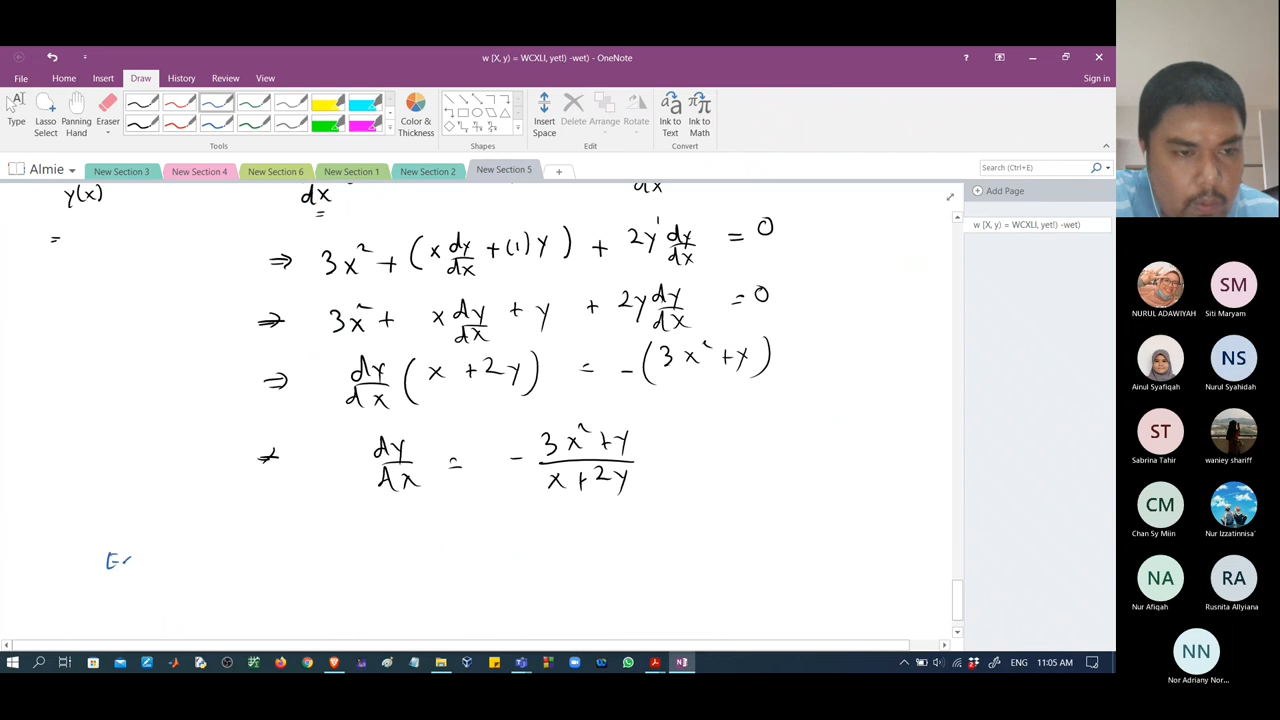 w [X, y) = WCXLI, yet!) -wet) - OneNote
File Home Insert Draw History Review View Sign in
Type Lasso Select Panning Hand Eraser Color & Thickness Insert Space Delete Arrange Rotate Ink to Text Ink to Math
Tools Shapes Edit Convert
Almie New Section 3 New Section 4 New Section 6 New Section 1 New Section 2 New Section 5 Search (Ctrl+E)
Add Page
w [X, y) = WCXLI, yet!) -wet)
y(x) dx dx
=
⇒ 3x² + (x dy/dx + (1) y) + 2y¹ dy/dx = 0
⇒ 3x² + x dy/dx + y + 2y dy/dx = 0
⇒ dy/dx (x + 2y) = -(3x² + y)
⇒ dy/dx = - (3x² + y)/(x + 2y)
NURUL ADAWIYAH
SM
Siti Maryam
Ainul Syafiqah
NS
Nurul Syahidah
ST
Sabrina Tahir
waniey shariff
CM
Chan Sy Miin
Nur Izzatinnisa'
NA
Nur Afiqah
RA
Rusnita Allyiana
NN
Nor Adriany Nor...
ENG 11:05 AM